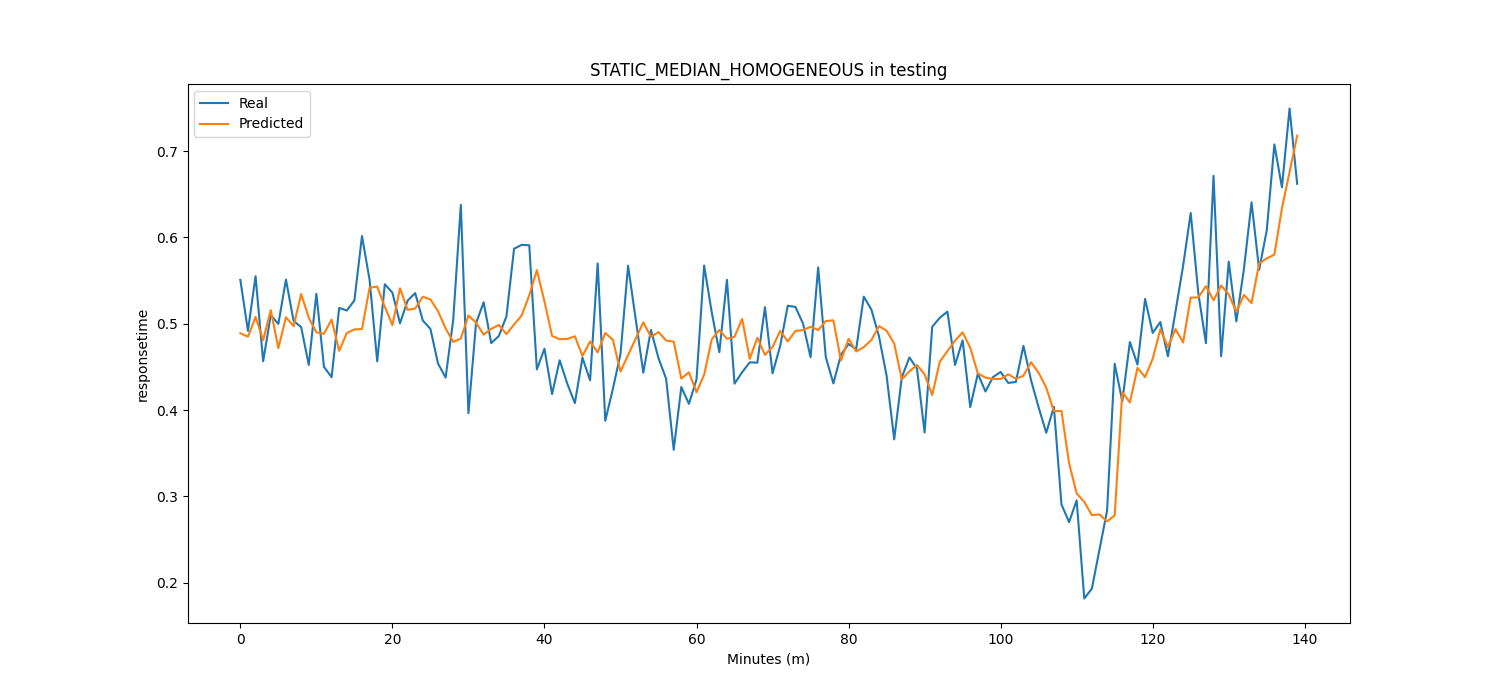 STATIC_MEDIAN_HOMOGENEOUS in testing
Real
Predicted
0.7
0.6
0.5
0.4
0.3
0.2
responsetime
0 20 40 60 80 100 120 140
Minutes (m)